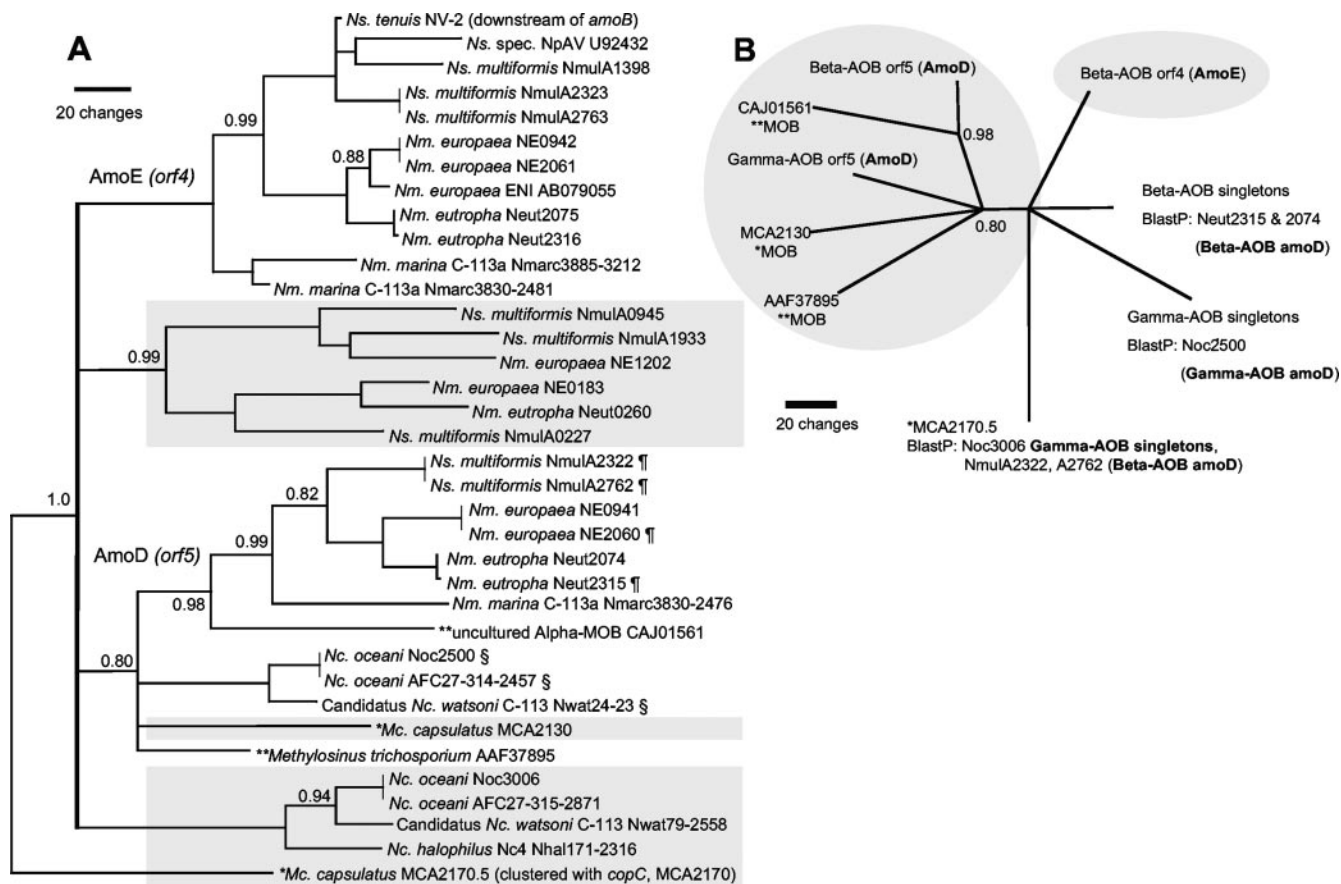 A
20 changes
Ns. tenuis NV-2 (downstream of amoB)
Ns. spec. NpAV U92432
Ns. multiformis NmulA1398
0.99
Ns. multiformis NmulA2323
Ns. multiformis NmulA2763
Nm. europaea NE0942
0.88
Nm. europaea NE2061
AmoE (orf4)
Nm. europaea ENI AB079055
Nm. eutropha Neut2075
Nm. eutropha Neut2316
Nm. marina C-113a Nmarc3885-3212
Nm. marina C-113a Nmarc3830-2481
Ns. multiformis NmulA0945
Ns. multiformis NmulA1933
0.99
Nm. europaea NE1202
Nm. europaea NE0183
Nm. eutropha Neut0260
Ns. multiformis NmulA0227
Ns. multiformis NmulA2322 ¶
Ns. multiformis NmulA2762 ¶
1.0
0.82
Nm. europaea NE0941
Nm. europaea NE2060 ¶
AmoD (orf5)
0.99
Nm. eutropha Neut2074
Nm. eutropha Neut2315 ¶
Nm. marina C-113a Nmarc3830-2476
0.98
**uncultured Alpha-MOB CAJ01561
0.80
Nc. oceani Noc2500 §
Nc. oceani AFC27-314-2457 §
Candidatus Nc. watsoni C-113 Nwat24-23 §
*Mc. capsulatus MCA2130
**Methylosinus trichosporium AAF37895
Nc. oceani Noc3006
0.94
Nc. oceani AFC27-315-2871
Candidatus Nc. watsoni C-113 Nwat79-2558
Nc. halophilus Nc4 Nhal171-2316
*Mc. capsulatus MCA2170.5 (clustered with copC, MCA2170)
B
Beta-AOB orf5 (AmoD)
Beta-AOB orf4 (AmoE)
CAJ01561
**MOB
0.98
Gamma-AOB orf5 (AmoD)
MCA2130
*MOB
0.80
AAF37895
**MOB
Beta-AOB singletons
BlastP: Neut2315 & 2074
(Beta-AOB amoD)
Gamma-AOB singletons
BlastP: Noc2500
(Gamma-AOB amoD)
20 changes
*MCA2170.5
BlastP: Noc3006 Gamma-AOB singletons,
NmulA2322, A2762 (Beta-AOB amoD)